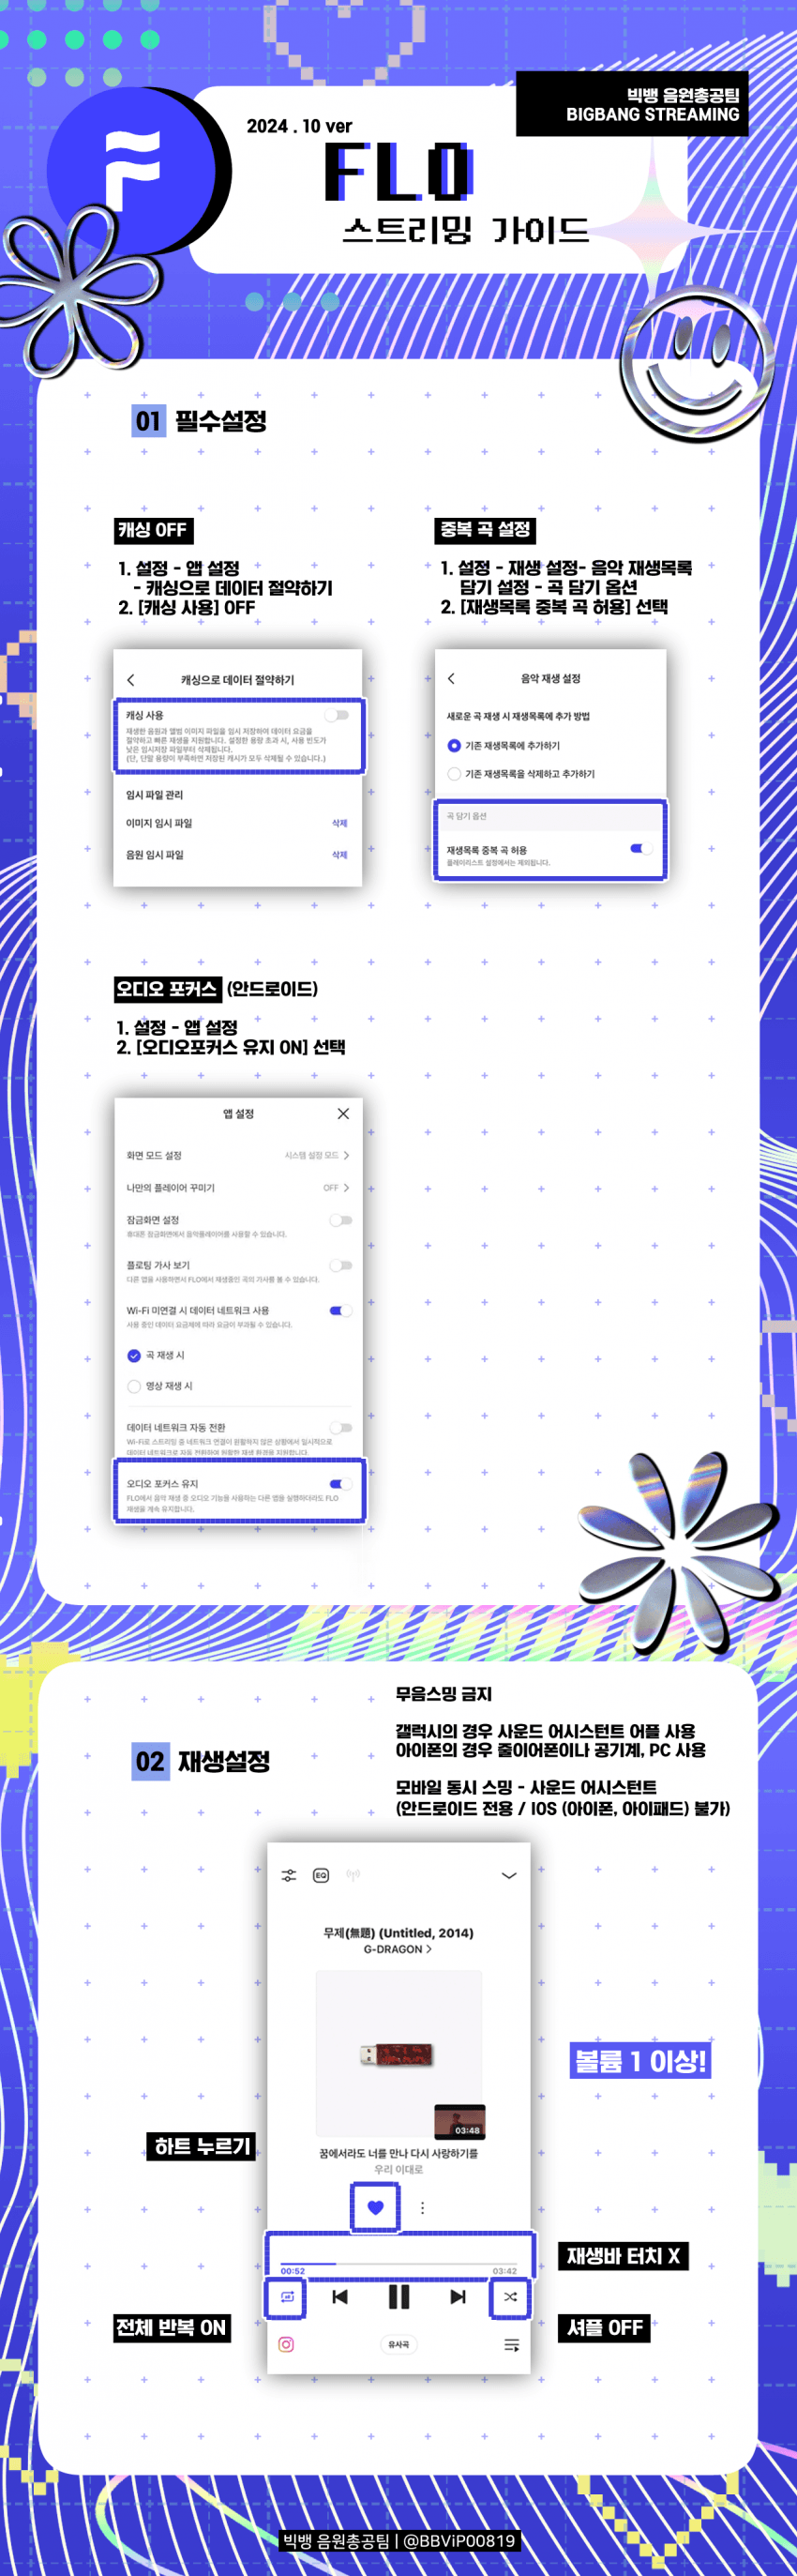 빅뱅 음원총공팀
BIGBANG STREAMING
2024 . 10 ver
FLO
스트리밍 가이드
01 필수설정
캐싱 OFF
1. 설정 - 앱 설정
- 캐싱으로 데이터 절약하기
2. [캐싱 사용] OFF
캐싱으로 데이터 절약하기
캐싱 사용
재생한 음원과 앨범 이미지 파일을 임시 저장하여 데이터 요금을
절약하고 빠른 재생을 지원합니다. 설정한 용량 초과 시, 사용 빈도가
낮은 임시저장 파일부터 삭제됩니다.
(단, 단말 용량이 부족하면 저장된 캐시가 모두 삭제될 수 있습니다.)
임시 파일 관리
이미지 임시 파일 삭제
음원 임시 파일 삭제
중복 곡 설정
1. 설정 - 재생 설정- 음악 재생목록
담기 설정 - 곡 담기 옵션
2. [재생목록 중복 곡 허용] 선택
음악 재생 설정
새로운 곡 재생 시 재생목록에 추가 방법
기존 재생목록에 추가하기
기존 재생목록을 삭제하고 추가하기
곡 담기 옵션
재생목록 중복 곡 허용
플레이리스트 설정에서는 제외됩니다.
오디오 포커스 (안드로이드)
1. 설정 - 앱 설정
2. [오디오포커스 유지 ON] 선택
앱 설정
화면 모드 설정 시스템 설정 모드
나만의 플레이어 꾸미기 OFF
잠금화면 설정
휴대폰 잠금화면에서 음악플레이어를 사용할 수 있습니다.
플로팅 가사 보기
다른 앱을 사용하면서 FLO에서 재생중인 곡의 가사를 볼 수 있습니다.
Wi-Fi 미연결 시 데이터 네트워크 사용
사용 중인 데이터 요금제에 따라 요금이 부과될 수 있습니다.
곡 재생 시
영상 재생 시
데이터 네트워크 자동 전환
Wi-Fi로 스트리밍 중 네트워크 연결이 원활하지 않은 상황에서 일시적으로
데이터 네트워크로 자동 전환하여 원활한 재생 환경을 지원합니다.
오디오 포커스 유지
FLO에서 음악 재생 중 오디오 기능을 사용하는 다른 앱을 실행하더라도 FLO
재생을 계속 유지합니다.
02 재생설정
무음스밍 금지
갤럭시의 경우 사운드 어시스턴트 어플 사용
아이폰의 경우 줄이어폰이나 공기계, PC 사용
모바일 동시 스밍 - 사운드 어시스턴트
(안드로이드 전용 / IOS (아이폰, 아이패드) 불가)
EQ
무제(無題) (Untitled, 2014)
G-DRAGON
03:48
볼륨 1 이상!
하트 누르기
꿈에서라도 너를 만나 다시 사랑하기를
우리 이대로
재생바 터치 X
00:52 03:42
전체 반복 ON
셔플 OFF
유사곡
빅뱅 음원총공팀 | @BBViP00819